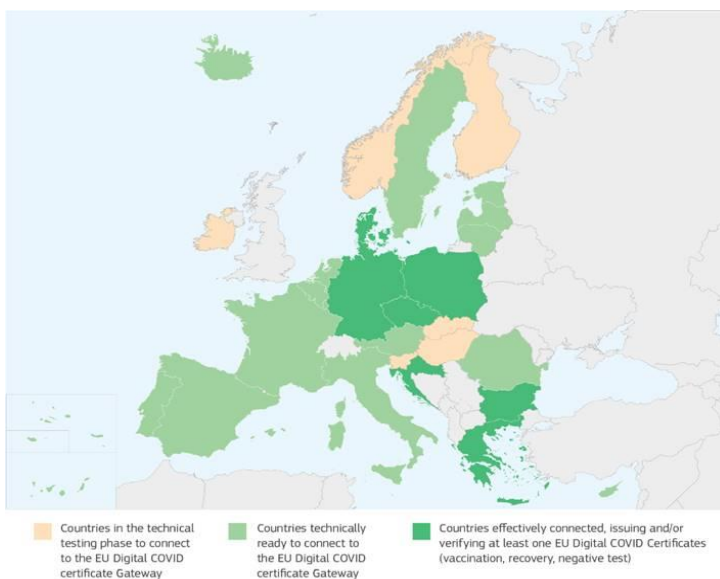 Countries in the technical
testing phase to connect
to the EU Digital COVID
certificate Gateway
Countries technically
ready to connect to
the EU Digital COVID
certificate Gateway
Countries effectively connected, issuing and/or
verifying at least one EU Digital COVID Certificates
(vaccination, recovery, negative test)